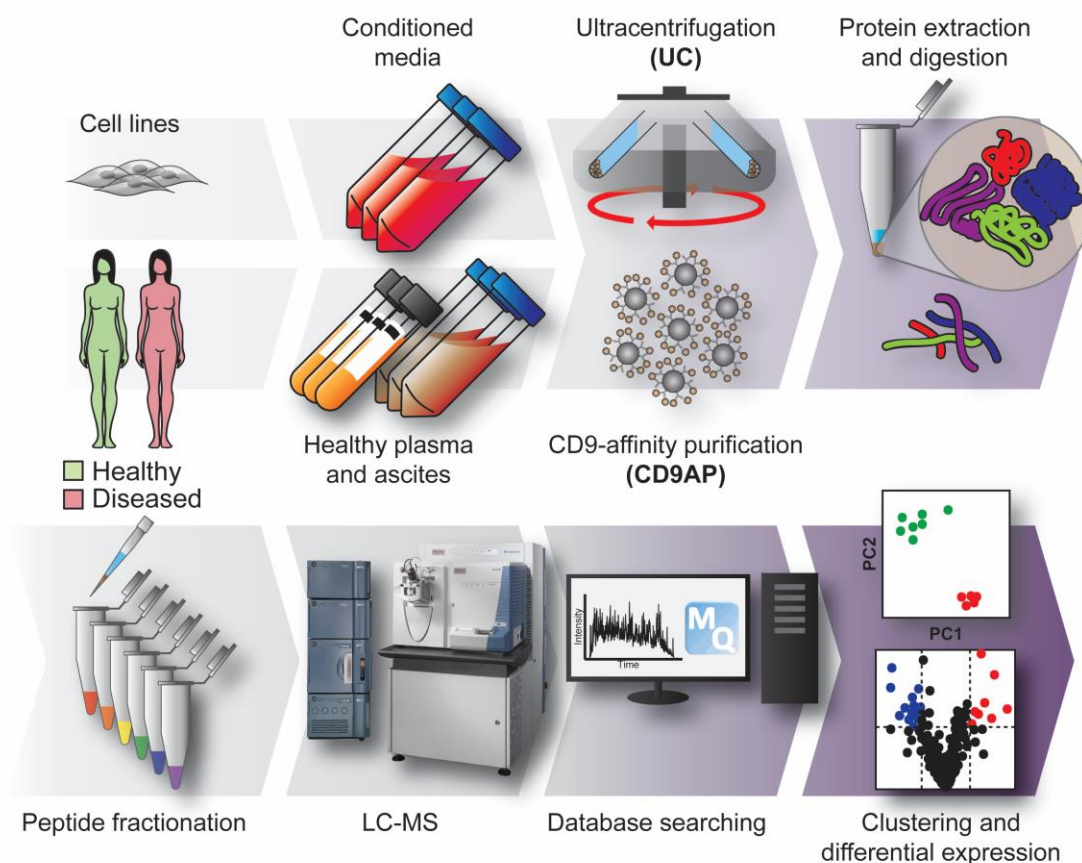 Conditioned
media
Ultracentrifugation
(UC)
Protein extraction
and digestion
Cell lines
Healthy
Diseased
Healthy plasma
and ascites
CD9-affinity purification
(CD9AP)
PC2
PC1
Intensity
Time
MQ
Peptide fractionation
LC-MS
Database searching
Clustering and
differential expression